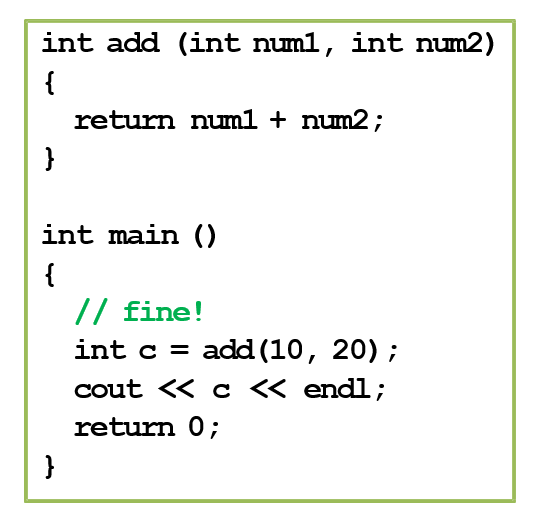 int add (int num1, int num2)
{
  return num1 + num2;
}

int main ()
{
  // fine!
  int c = add(10, 20);
  cout << c << endl;
  return 0;
}